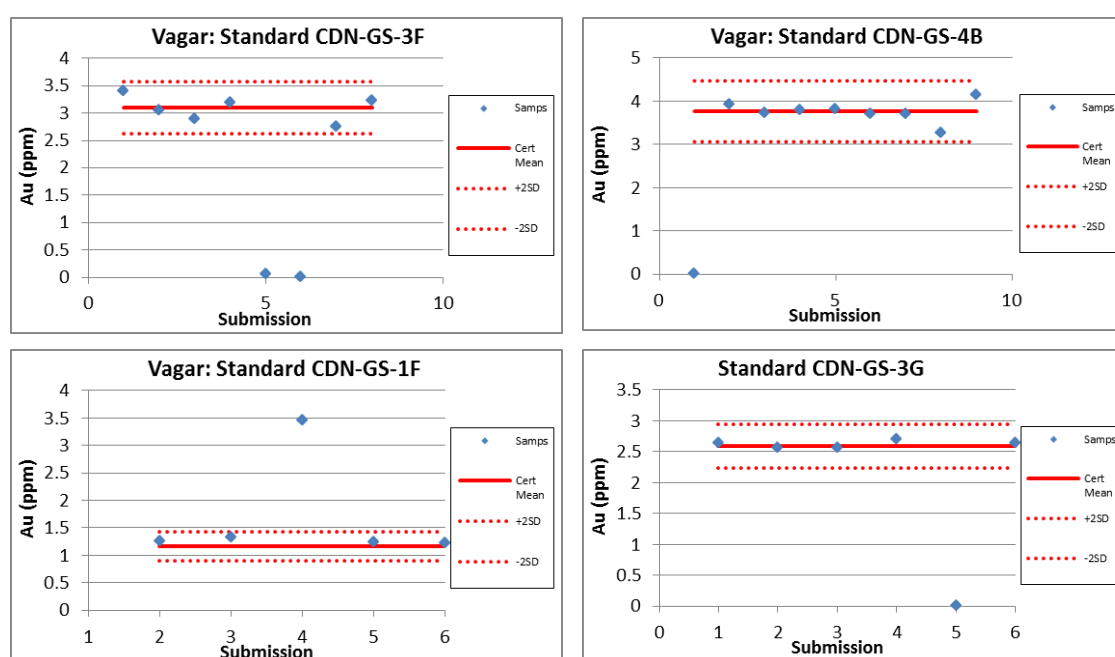 Vagar: Standard CDN-GS-3F
4
3.5
3
2.5
2
1.5
1
0.5
0
Au (ppm)
0 5 10
Submission
Samps
Cert
Mean
+2SD
-2SD
Vagar: Standard CDN-GS-4B
5
4
3
2
1
0
Au (ppm)
0 5 10
Submission
Samps
Cert
Mean
+2SD
-2SD
Vagar: Standard CDN-GS-1F
4
3.5
3
2.5
2
1.5
1
0.5
0
Au (ppm)
1 2 3 4 5 6
Submission
Samps
Cert
Mean
+2SD
-2SD
Standard CDN-GS-3G
3.5
3
2.5
2
1.5
1
0.5
0
Au (ppm)
0 1 2 3 4 5 6
Submission
Samps
Cert
Mean
+2SD
-2SD